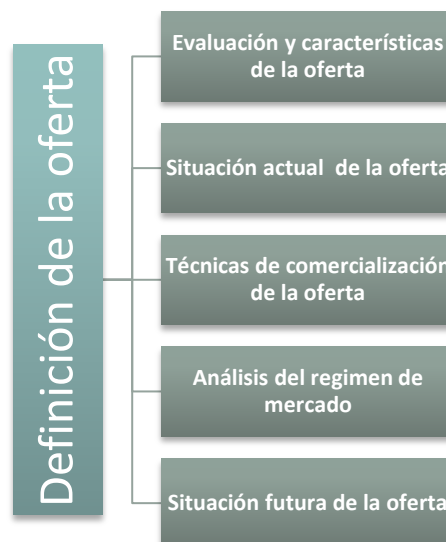 Definición de la oferta
Evaluación y características
de la oferta
Situación actual de la oferta
Técnicas de comercialización
de la oferta
Análisis del regimen de
mercado
Situación futura de la oferta